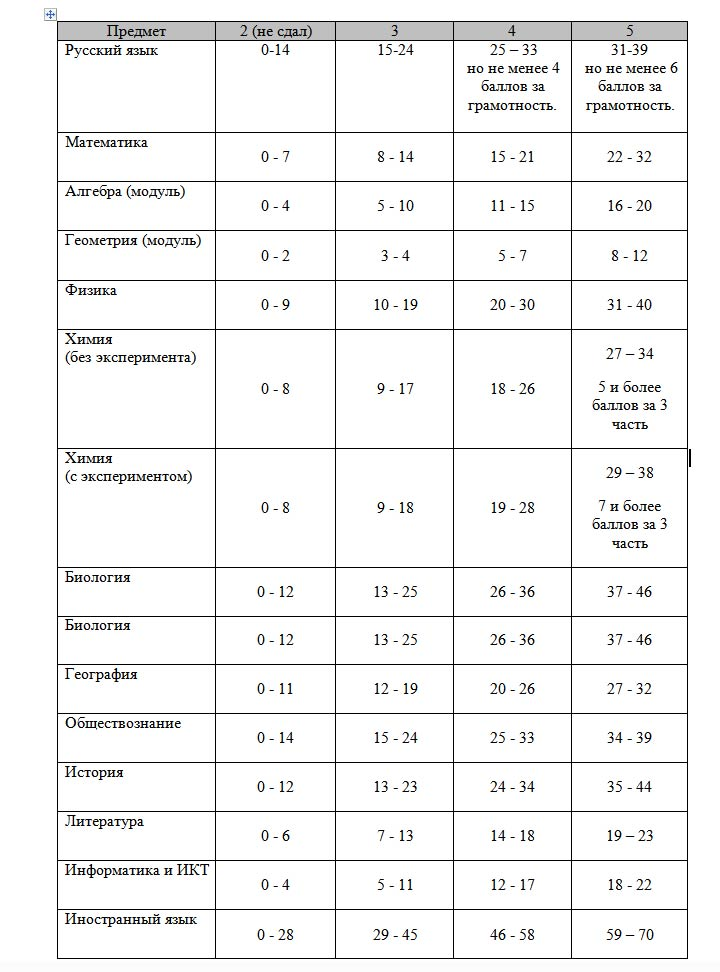 Предмет 2 (не сдал) 3 4 5
Русский язык 0-14 15-24 25 – 33 31-39
но не менее 4 но не менее 6
баллов за баллов за
грамотность. грамотность.
Математика
0 - 7 8 - 14 15 - 21 22 - 32
Алгебра (модуль)
0 - 4 5 - 10 11 - 15 16 - 20
Геометрия (модуль)
0 - 2 3 - 4 5 - 7 8 - 12
Физика
0 - 9 10 - 19 20 - 30 31 - 40
Химия
(без эксперимента)
27 – 34
0 - 8 9 - 17 18 - 26 5 и более
баллов за 3
часть
Химия
(с экспериментом)
29 – 38
0 - 8 9 - 18 19 - 28 7 и более
баллов за 3
часть
Биология
0 - 12 13 - 25 26 - 36 37 - 46
Биология
0 - 12 13 - 25 26 - 36 37 - 46
География
0 - 11 12 - 19 20 - 26 27 - 32
Обществознание
0 - 14 15 - 24 25 - 33 34 - 39
История
0 - 12 13 - 23 24 - 34 35 - 44
Литература
0 - 6 7 - 13 14 - 18 19 – 23
Информатика и ИКТ
0 - 4 5 - 11 12 - 17 18 - 22
Иностранный язык
0 - 28 29 - 45 46 - 58 59 – 70